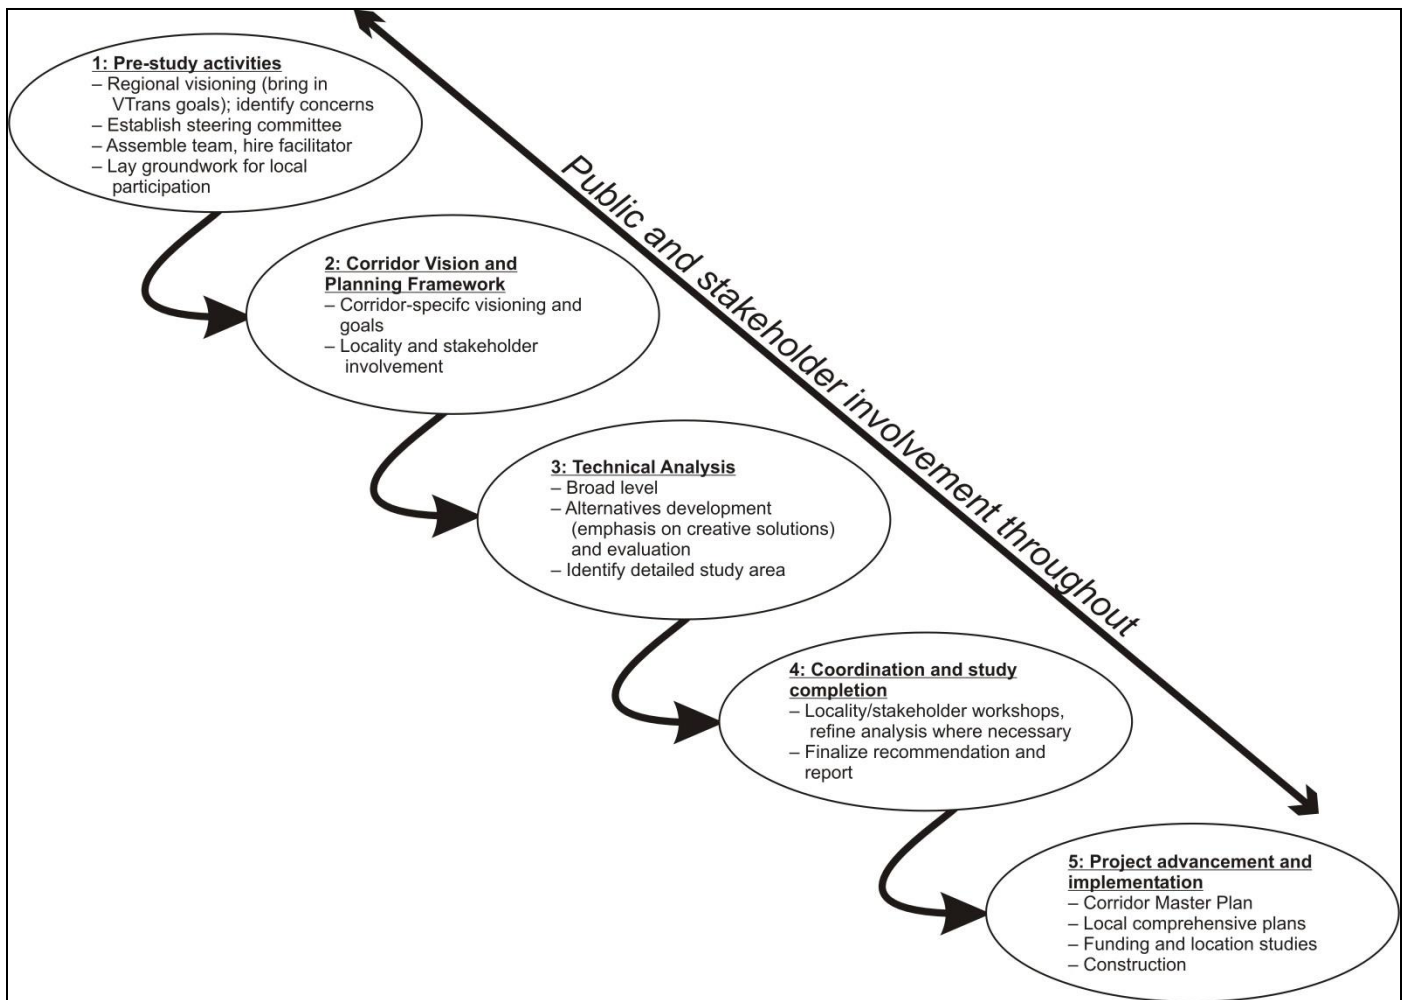 1: Pre-study activities
– Regional visioning (bring in
VTrans goals); identify concerns
– Establish steering committee
– Assemble team, hire facilitator
– Lay groundwork for local
participation
Public and stakeholder involvement throughout
2: Corridor Vision and
Planning Framework
– Corridor-specifc visioning and
goals
– Locality and stakeholder
involvement
3: Technical Analysis
– Broad level
– Alternatives development
(emphasis on creative solutions)
and evaluation
– Identify detailed study area
4: Coordination and study
completion
– Locality/stakeholder workshops,
refine analysis where necessary
– Finalize recommendation and
report
5: Project advancement and
implementation
– Corridor Master Plan
– Local comprehensive plans
– Funding and location studies
– Construction